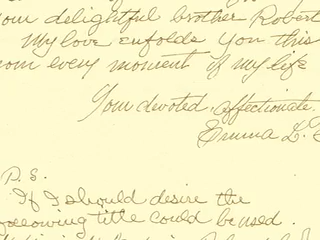 your delightful brother Robert
My love enfolds you this
every moment of my life
Your devoted, affectionate
Emma L.
P. S.
If I should desire the
following title could be used.